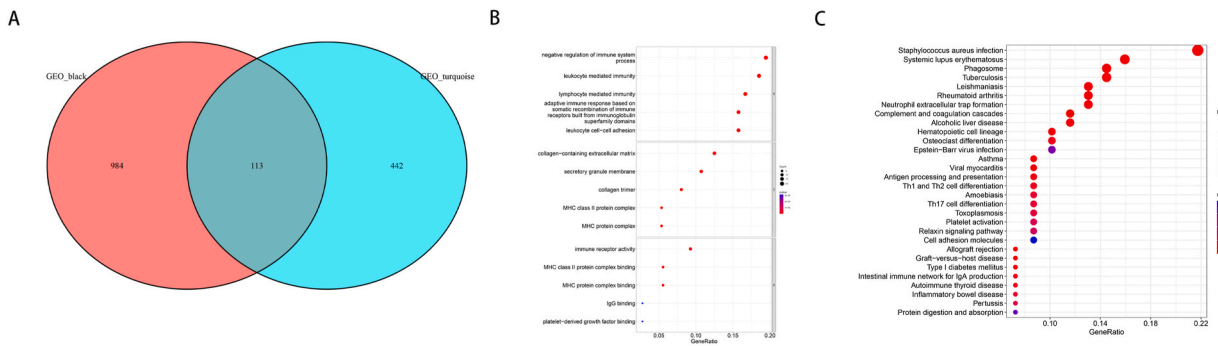 A
GEO_black
GEO_turquoise
984
113
442
B
negative regulation of immune system
process
leukocyte mediated immunity
lymphocyte mediated immunity
adaptive immune response based on
somatic recombination of immune
receptors built from immunoglobulin
superfamily domains
leukocyte cell-cell adhesion
collagen-containing extracellular matrix
secretory granule membrane
collagen trimer
MHC class II protein complex
MHC protein complex
immune receptor activity
MHC class II protein complex binding
MHC protein complex binding
IgG binding
platelet-derived growth factor binding
0.05
0.10
0.15
0.20
GeneRatio
C
Staphylococcus aureus infection
Systemic lupus erythematosus
Phagosome
Tuberculosis
Leishmaniasis
Rheumatoid arthritis
Neutrophil extracellular trap formation
Complement and coagulation cascades
Alcoholic liver disease
Hematopoietic cell lineage
Osteoclast differentiation
Epstein−Barr virus infection
Asthma
Viral myocarditis
Antigen processing and presentation
Th1 and Th2 cell differentiation
Amoebiasis
Th17 cell differentiation
Toxoplasmosis
Platelet activation
Relaxin signaling pathway
Cell adhesion molecules
Allograft rejection
Graft−versus−host disease
Type I diabetes mellitus
Intestinal immune network for IgA production
Autoimmune thyroid disease
Inflammatory bowel disease
Pertussis
Protein digestion and absorption
0.10
0.14
0.18
0.22
GeneRatio